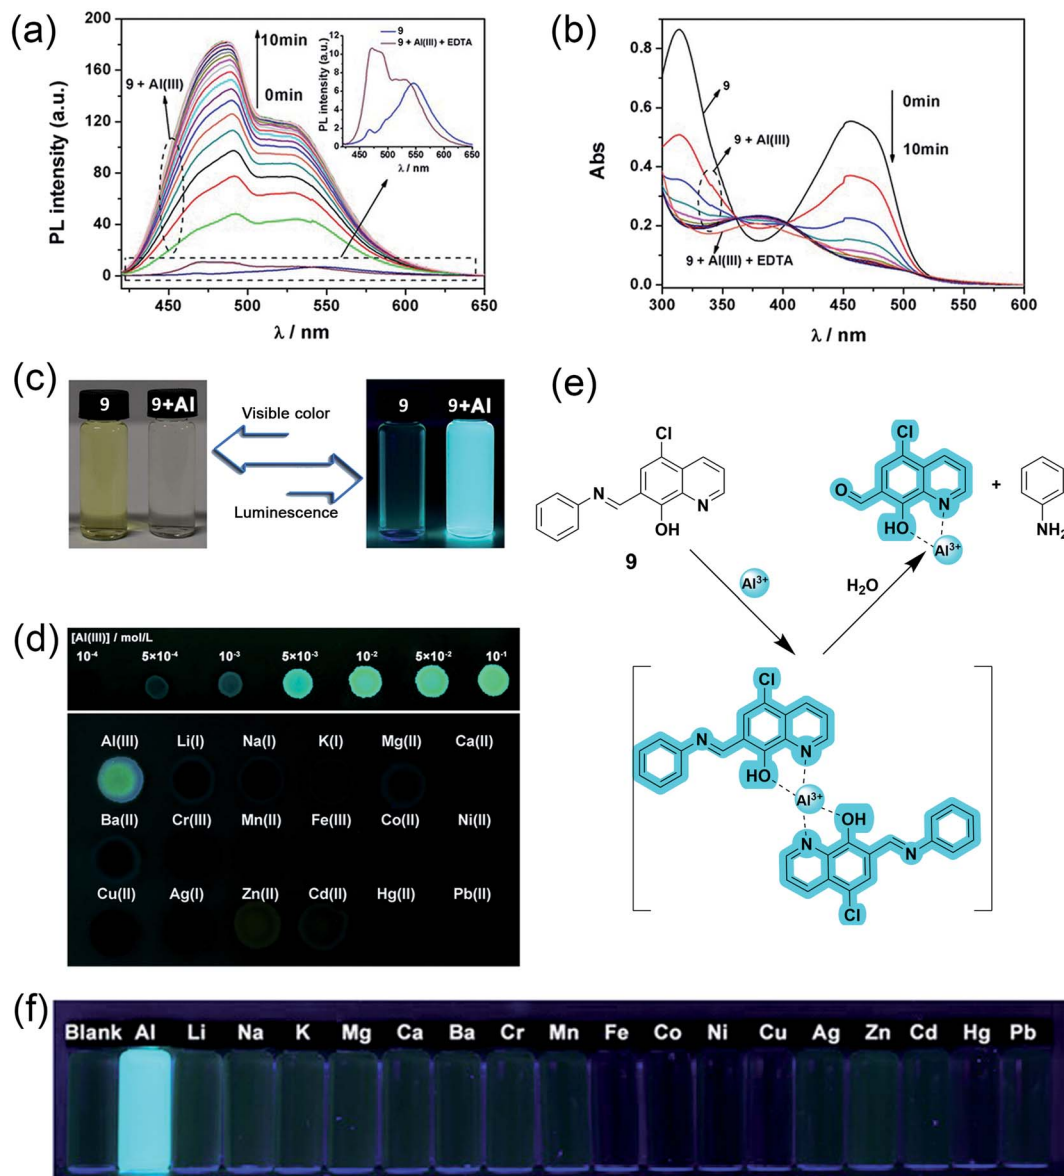 (a)
200
160
120
80
40
0
PL intensity (a.u.)
10min
0min
9 + Al(III)
9
9 + Al(III) + EDTA
12
10
8
6
4
2
0
PL intensity (a.u.)
450 500 550 600 650
λ / nm
450 500 550 600 650
λ / nm
(b)
0.8
0.6
0.4
0.2
0.0
Abs
9
0min
10min
9 + Al(III)
9 + Al(III) + EDTA
300 350 400 450 500 550 600
λ / nm
(c)
9 9+Al
Visible color
Luminescence
9 9+Al
(d)
[Al(III)] / mol/L
10-4 5×10-4 10-3 5×10-3 10-2 5×10-2 10-1
Al(III) Li(I) Na(I) K(I) Mg(II) Ca(II)
Ba(II) Cr(III) Mn(II) Fe(III) Co(II) Ni(II)
Cu(II) Ag(I) Zn(II) Cd(II) Hg(II) Pb(II)
(e)
Cl
N
N
OH
9
Al3+
H2O
Cl
O
HO
N
Al3+
+
NH2
Cl
N
N
HO
Al3+
OH
N
N
Cl
(f)
Blank Al Li Na K Mg Ca Ba Cr Mn Fe Co Ni Cu Ag Zn Cd Hg Pb